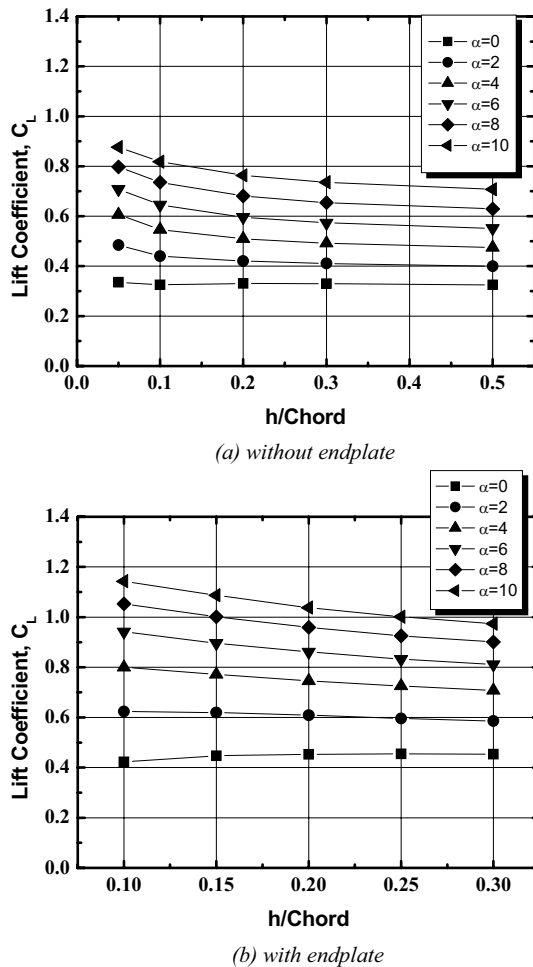 1.4
1.2
1.0
0.8
0.6
0.4
0.2
0.0
Lift Coefficient, C_L
α=0
α=2
α=4
α=6
α=8
α=10
0.0 0.1 0.2 0.3 0.4 0.5
h/Chord
(a) without endplate
α=0
α=2
α=4
α=6
α=8
α=10
1.4
1.2
1.0
0.8
0.6
0.4
0.2
0.0
Lift Coefficient, C_L
0.10 0.15 0.20 0.25 0.30
h/Chord
(b) with endplate